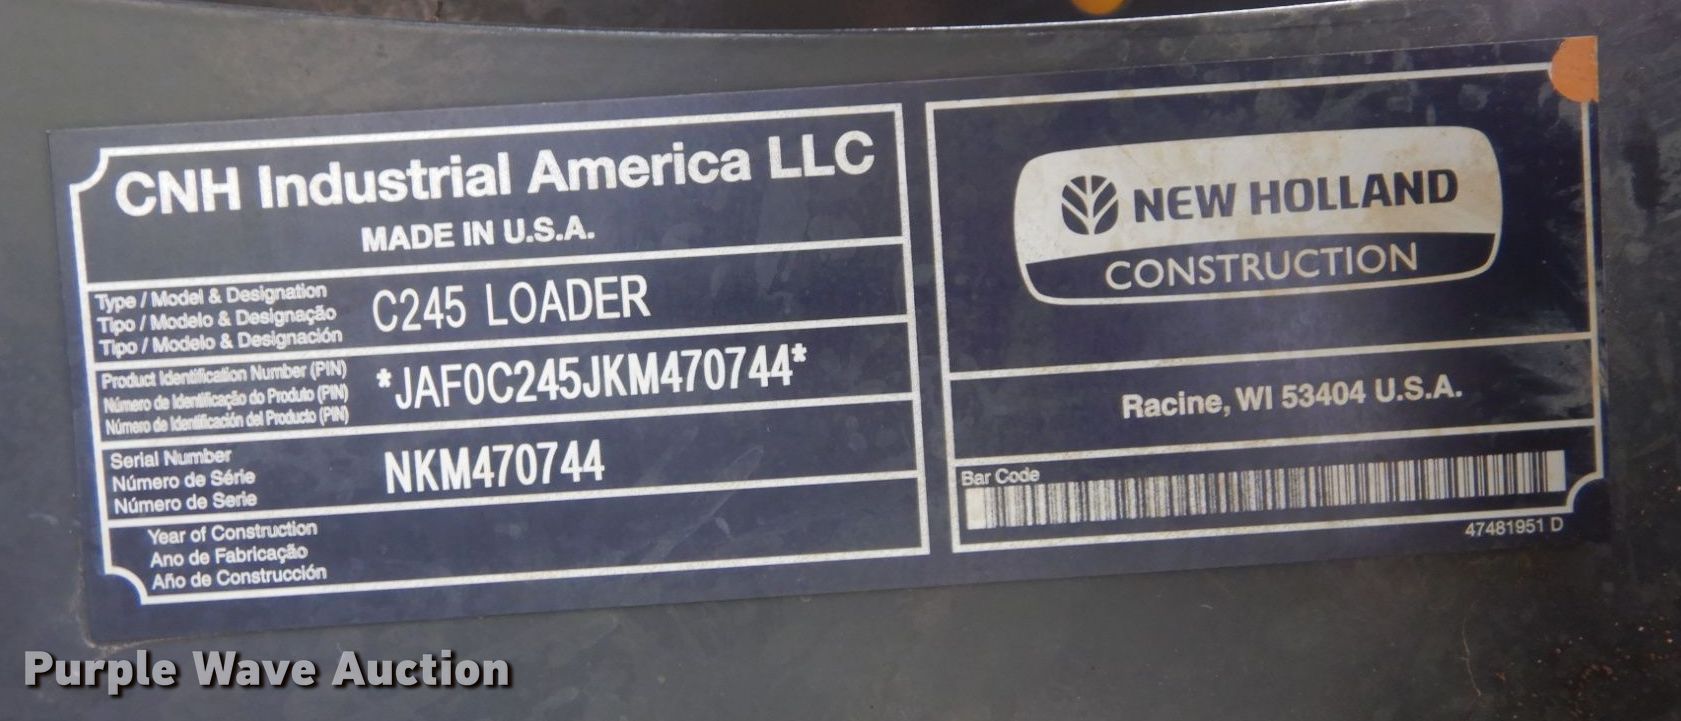 CNH Industrial America LLC
MADE IN U.S.A.
Type / Model & Designation
Tipo / Modelo & Designação
Tipo / Modelo & Designación
C245 LOADER
Product Identification Number (PIN)
Número de Identificação do Produto (PIN)
Número de Identificación del Producto (PIN)
*JAF0C245JKM470744*
Serial Number
Número de Série
Número de Serie
NKM470744
Year of Construction
Ano de Fabricação
Año de Construcción
NEW HOLLAND
CONSTRUCTION
Racine, WI 53404 U.S.A.
Bar Code
47481951 D
Purple Wave Auction